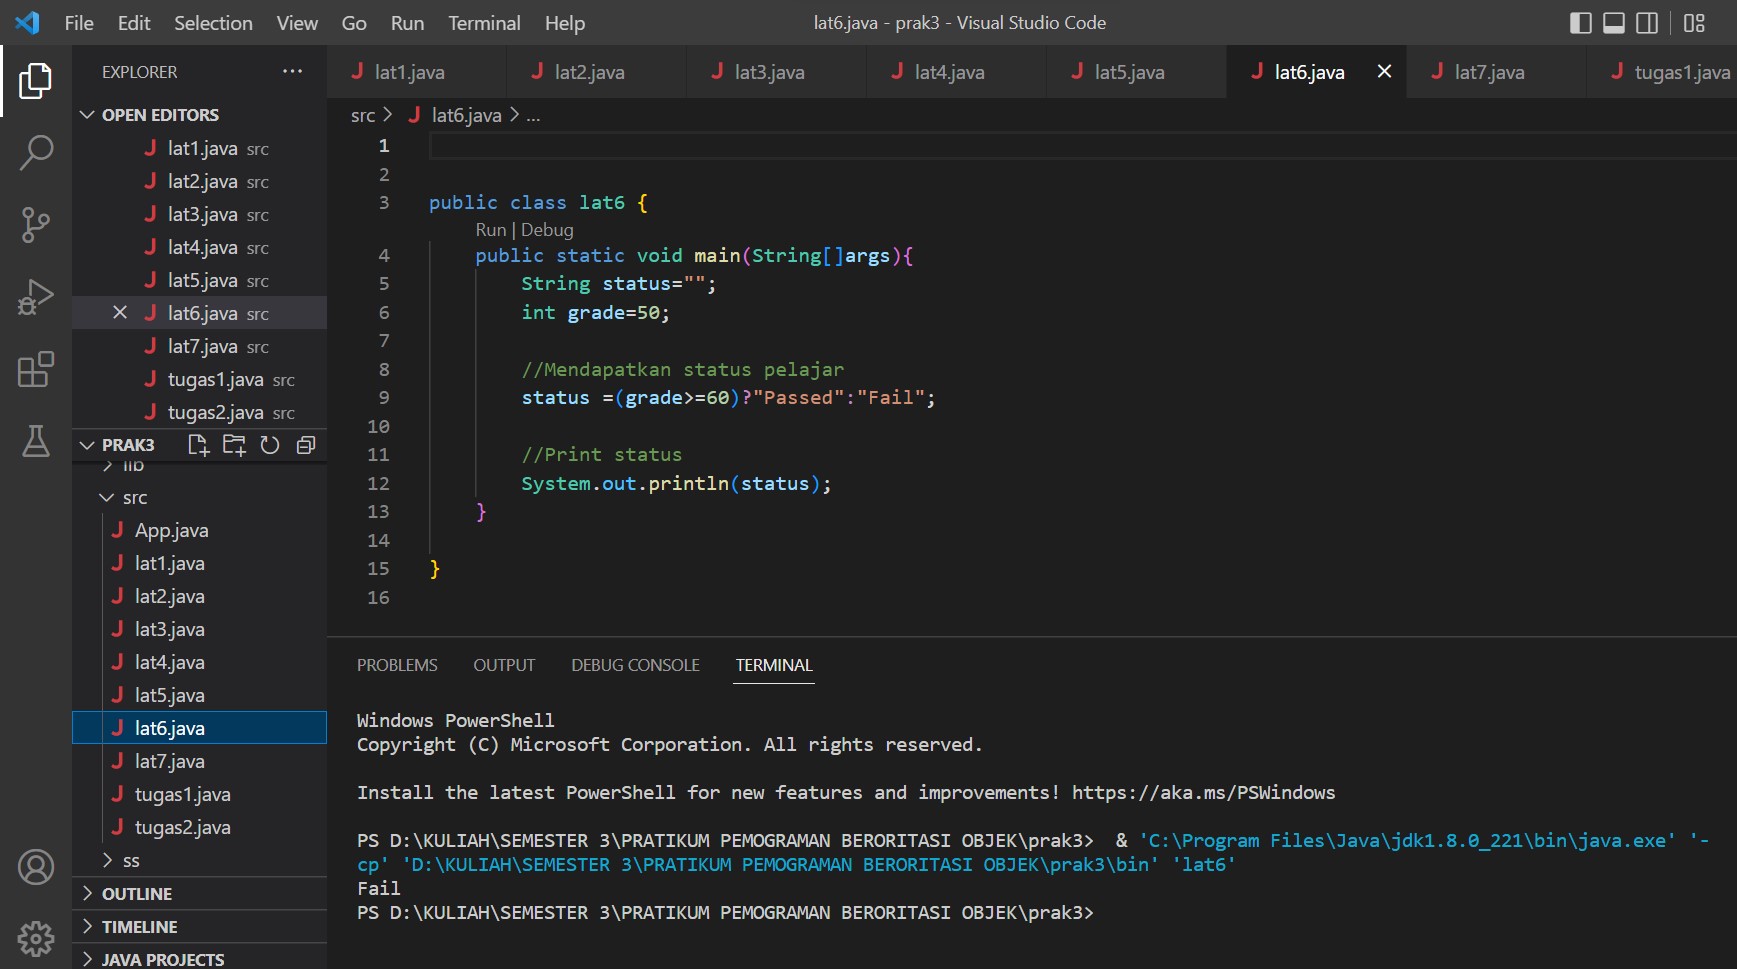 File Edit Selection View Go Run Terminal Help
lat6.java - prak3 - Visual Studio Code
EXPLORER
OPEN EDITORS
lat1.java src
lat2.java src
lat3.java src
lat4.java src
lat5.java src
lat6.java src
lat7.java src
tugas1.java src
tugas2.java src
PRAK3
lib
src
App.java
lat1.java
lat2.java
lat3.java
lat4.java
lat5.java
lat6.java
lat7.java
tugas1.java
tugas2.java
ss
OUTLINE
TIMELINE
JAVA PROJECTS
J lat1.java J lat2.java J lat3.java J lat4.java J lat5.java J lat6.java J lat7.java J tugas1.java
src > J lat6.java > ...
1
2
3 public class lat6 {
Run | Debug
4 public static void main(String[]args){
5 String status="";
6 int grade=50;
7
8 //Mendapatkan status pelajar
9 status =(grade>=60)?"Passed":"Fail";
10
11 //Print status
12 System.out.println(status);
13 }
14
15 }
16
PROBLEMS OUTPUT DEBUG CONSOLE TERMINAL
Windows PowerShell
Copyright (C) Microsoft Corporation. All rights reserved.
Install the latest PowerShell for new features and improvements! https://aka.ms/PSWindows
PS D:\KULIAH\SEMESTER 3\PRATIKUM PEMOGRAMAN BERORITASI OBJEK\prak3> & 'C:\Program Files\Java\jdk1.8.0_221\bin\java.exe' '-
cp' 'D:\KULIAH\SEMESTER 3\PRATIKUM PEMOGRAMAN BERORITASI OBJEK\prak3\bin' 'lat6'
Fail
PS D:\KULIAH\SEMESTER 3\PRATIKUM PEMOGRAMAN BERORITASI OBJEK\prak3>